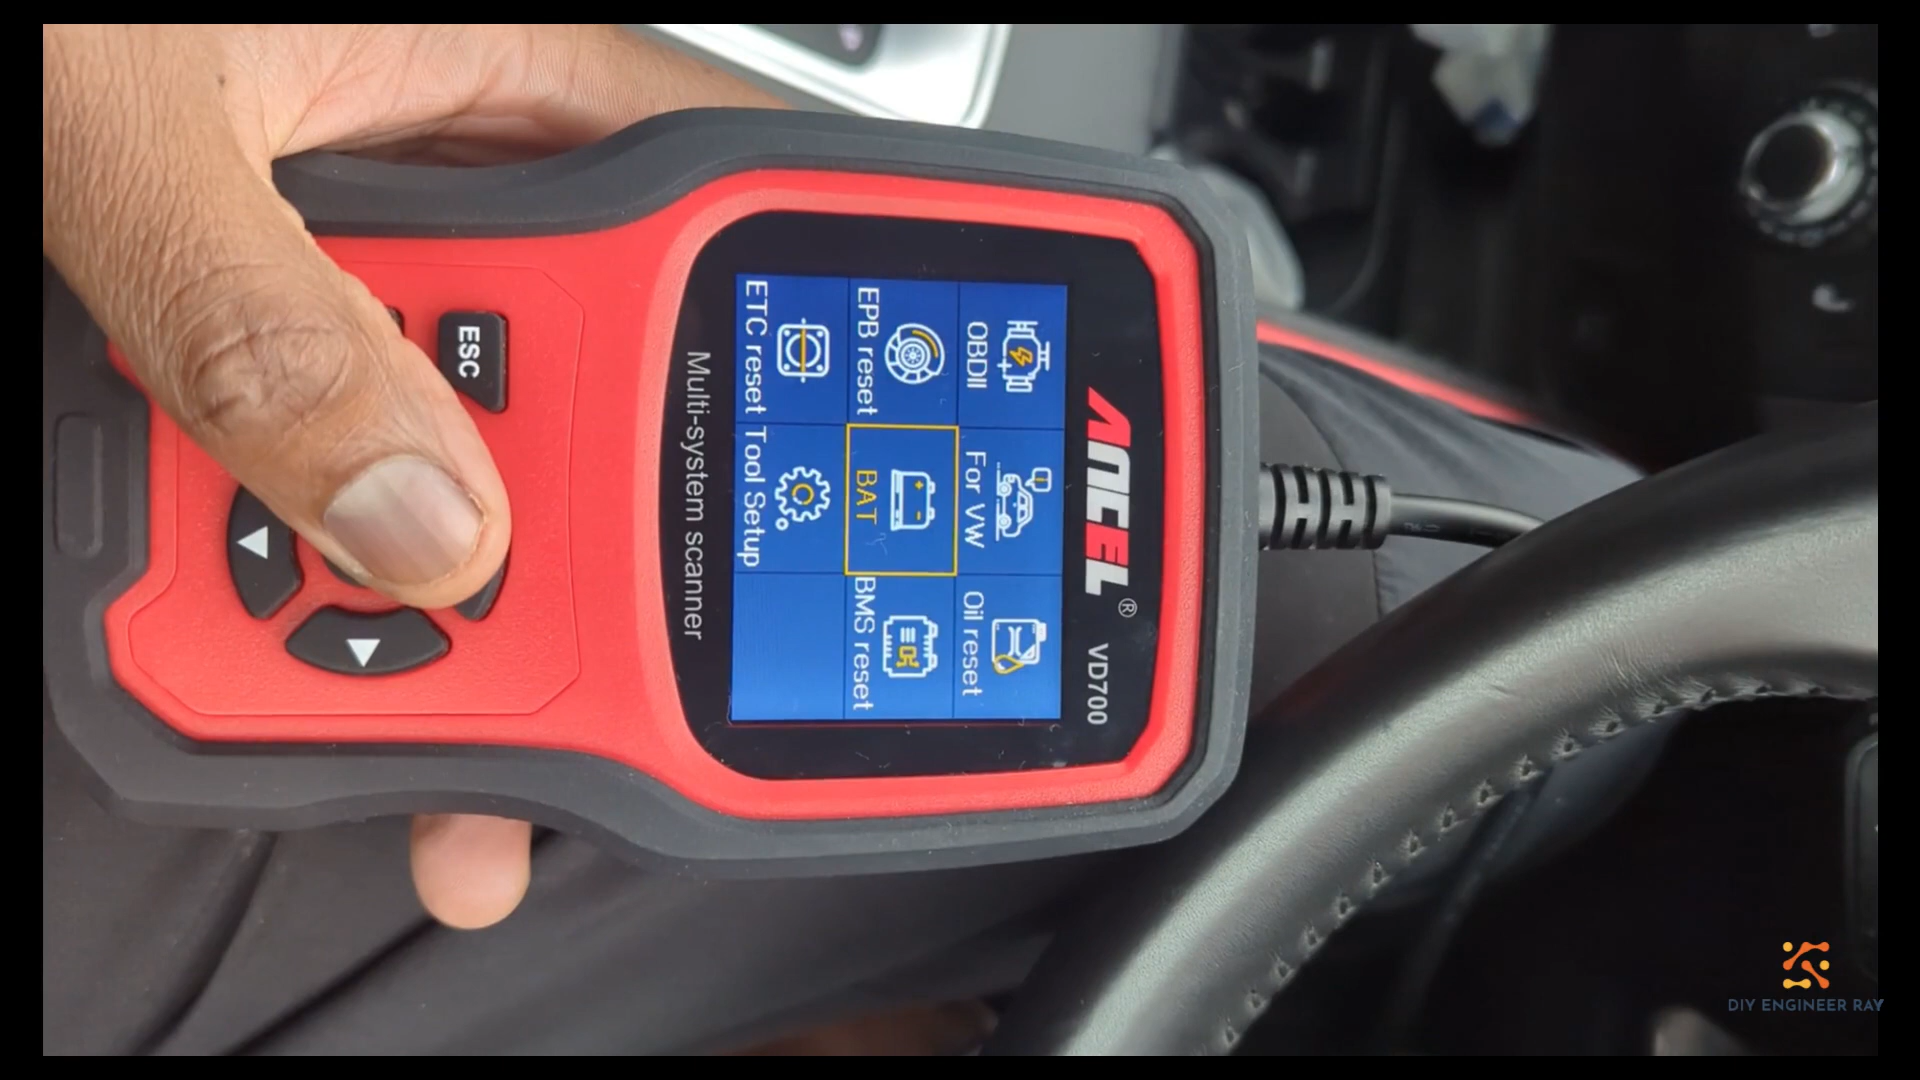 ANCEL® VD700
OBDII For VW Oil reset
EPB reset BAT BMS reset
ETC reset Tool Setup
Multi-system scanner
ESC
DIY ENGINEER RAY